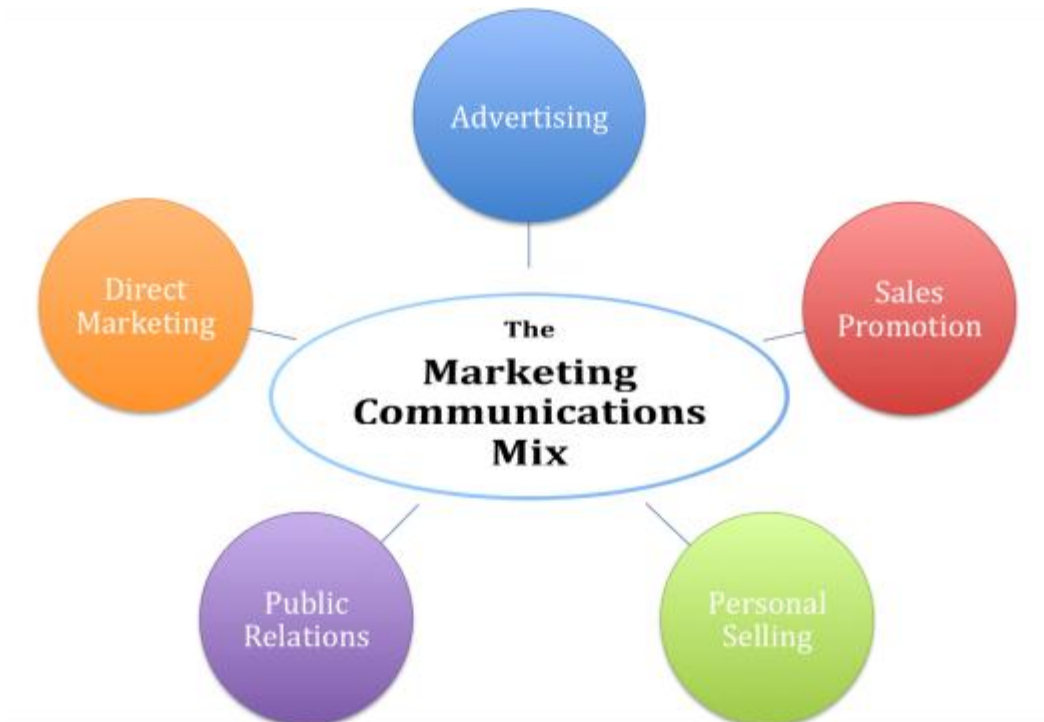 Advertising
Direct
Marketing
Sales
Promotion
The
Marketing
Communications
Mix
Public
Relations
Personal
Selling